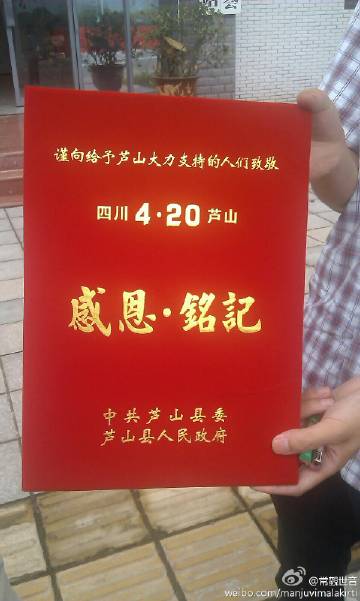 谨向给予芦山大力支持的人们致敬
四川 4·20 芦山
感恩·銘記
中共芦山县委
芦山县人民政府
@常觀世音
weibo.com/manjuvimalakirti